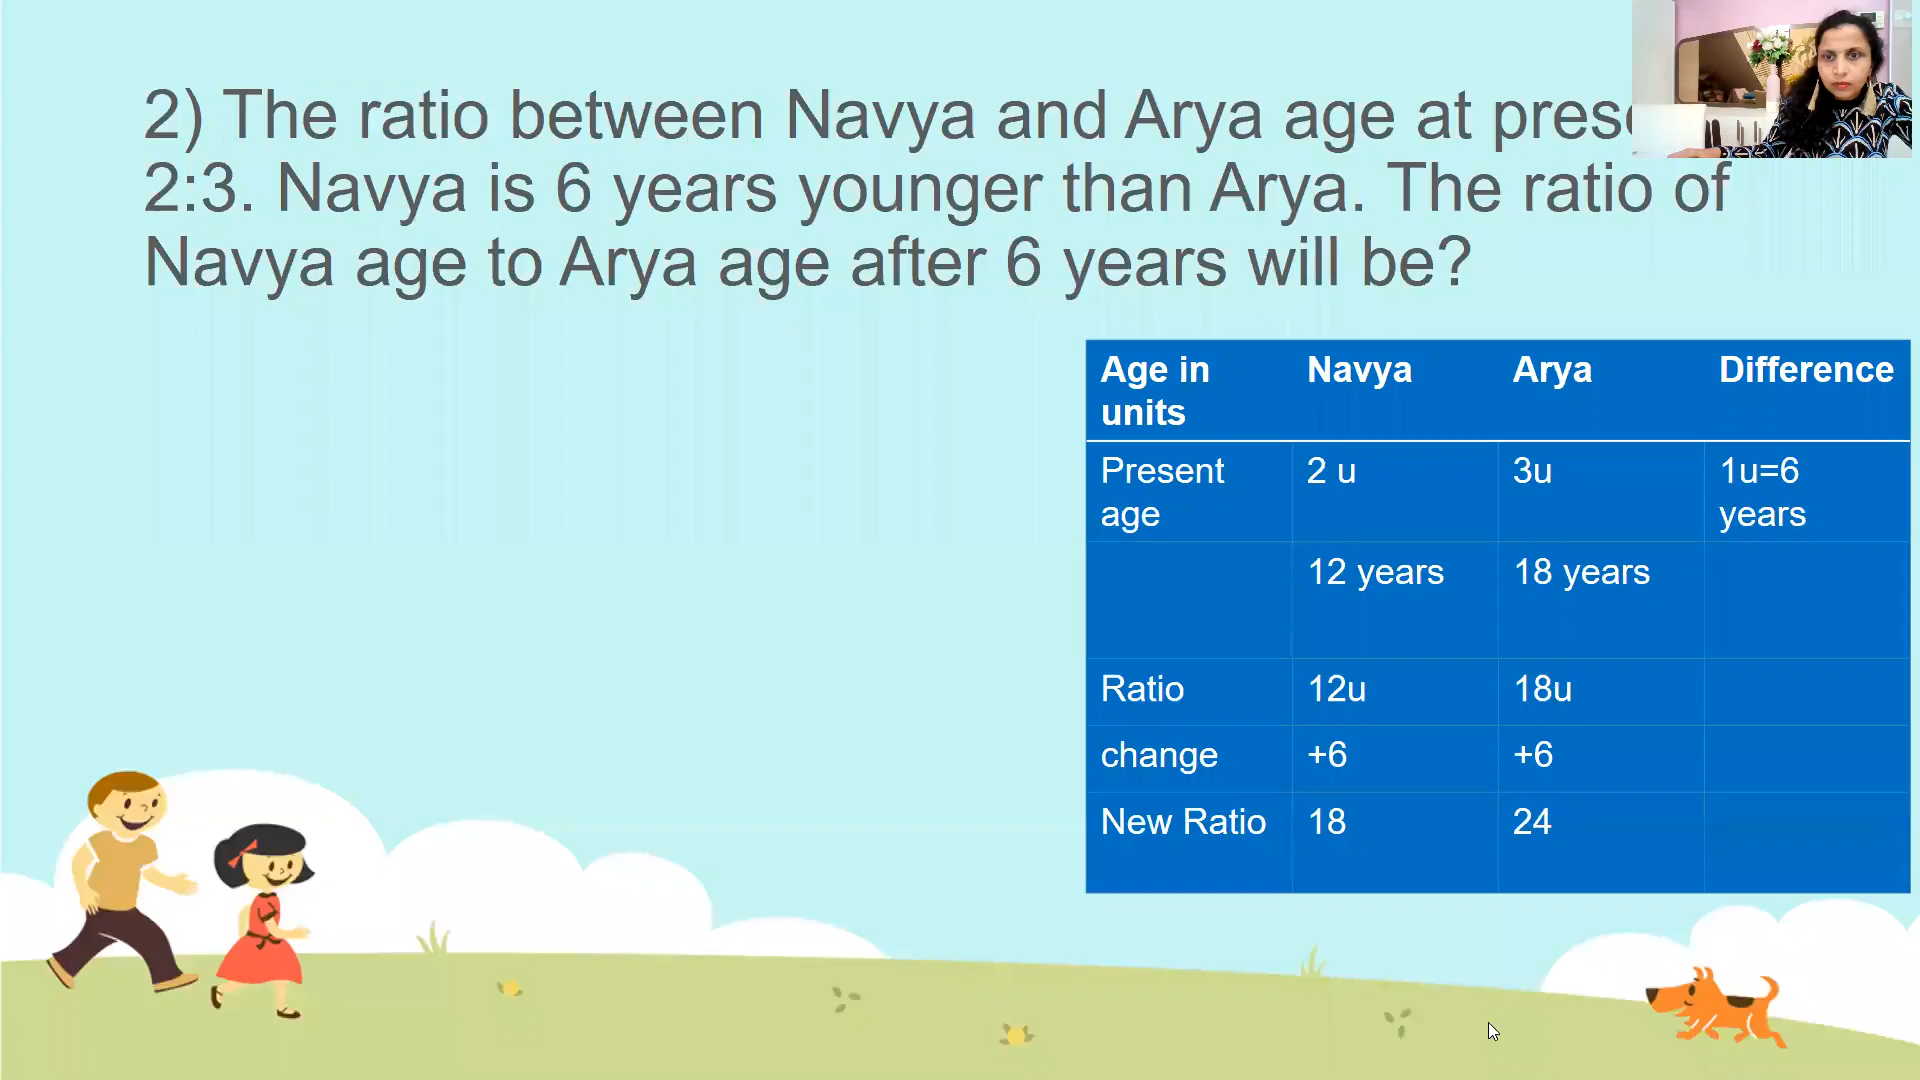 2) The ratio between Navya and Arya age at
2:3. Navya is 6 years younger than Arya. The ratio of
Navya age to Arya age after 6 years will be?
Age in units Navya Arya Difference
Present age 2 u 3u 1u=6 years
12 years 18 years
Ratio 12u 18u
change +6 +6
New Ratio 18 24